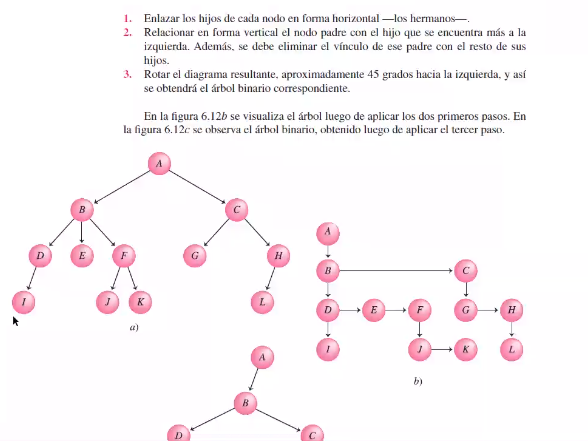 1. Enlazar los hijos de cada nodo en forma horizontal —los hermanos—.
2. Relacionar en forma vertical el nodo padre con el hijo que se encuentra más a la
izquierda. Además, se debe eliminar el vínculo de ese padre con el resto de sus
hijos.
3. Rotar el diagrama resultante, aproximadamente 45 grados hacia la izquierda, y así
se obtendrá el árbol binario correspondiente.
En la figura 6.12b se visualiza el árbol luego de aplicar los dos primeros pasos. En
la figura 6.12c se observa el árbol binario, obtenido luego de aplicar el tercer paso.
A
B C
D E F G H
I J K L
a)
A
B C
D E F G H
I J K L
b)
A
B
D C